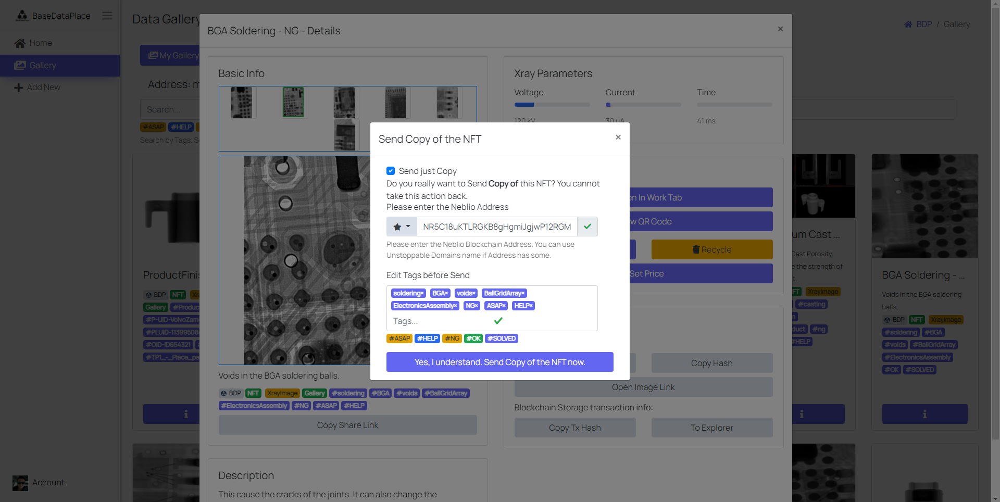 BaseDataPlace
Home
Gallery
Add New
Account
Data Gallery
BDP / Gallery
My Gallery
Address: m
Search...
#ASAP #HELP
Search by Tags.
BGA Soldering - NG - Details
×
Basic Info
Voids in the BGA soldering balls.
BDP NFT XrayImage Gallery #soldering #BGA #voids #BallGridArray
#ElectronicsAssembly #NG #ASAP #HELP
Copy Share Link
Description
This cause the cracks of the joints. It can also change the
Xray Parameters
Voltage Current Time
120 kV 30 uA 41 ms
en In Work Tab
w QR Code
Recycle
Set Price
Copy Hash
Open Image Link
Blockchain Storage transaction info:
Copy Tx Hash To Explorer
Send Copy of the NFT
×
Send just Copy
Do you really want to Send Copy of this NFT? You cannot
take this action back.
Please enter the Neblio Address
NR5C18uKTLRGKB8gHgmiJgjwP12RGM
Please enter the Neblio Blockchain Address. You can use
Unstoppable Domains name if Address has some.
Edit Tags before Send
soldering× BGA× voids× BallGridArray×
ElectronicsAssembly× NG× ASAP× HELP×
Tags...
#ASAP #HELP #NG #OK #SOLVED
Yes, I understand. Send Copy of the NFT now.
ProductFinis
BDP NFT Xr
Gallery #Produc
#P-UID-VolvoZam
#PLUID-113995084
#OID-ID654321 #
#TP1_-_Place_pa
um Cast ...
Cast Porosity.
e the strength of
t.
FT XrayImage
#casting
m
duct #ng
#HELP
BGA Soldering - ...
Voids in the BGA soldering
balls.
BDP NFT XrayImage
#soldering #BGA
#voids #BallGridArray
#ElectronicsAssembly
#OK #SOLVED